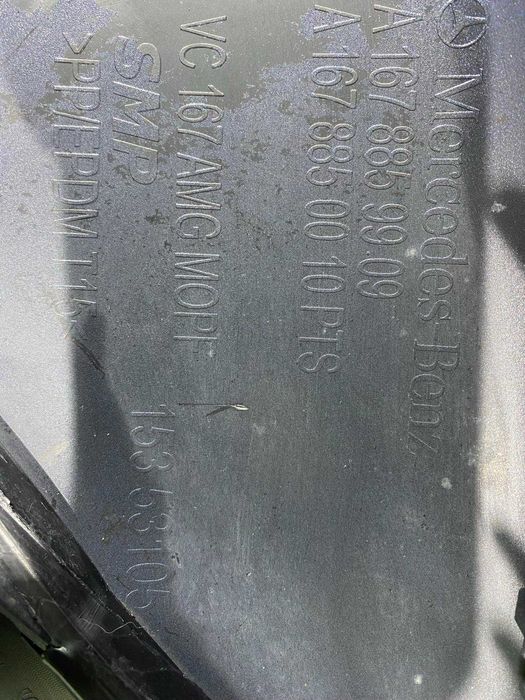 Mercedes-Benz
A 167 885 99 09
A 167 885 00 10 PTS
VC 167 AMG MOPF
SMP 153 53105
>PP/EPDM T15